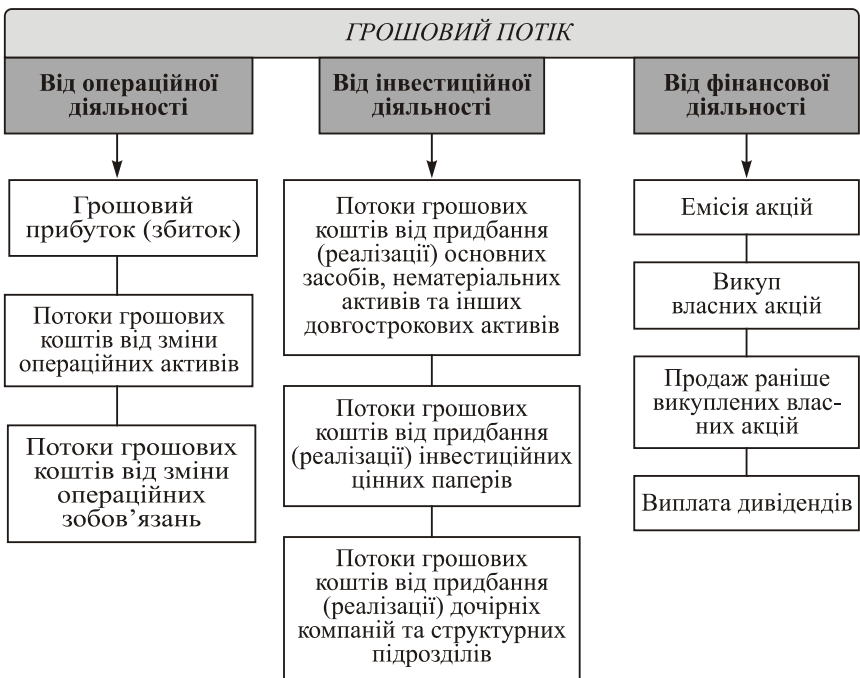 ГРОШОВИЙ ПОТІК
Від операційної
діяльності
Грошовий
прибуток (збиток)
Потоки грошових
коштів від зміни
операційних активів
Потоки грошових
коштів від зміни
операційних
зобов’язань
Від інвестиційної
діяльності
Потоки грошових
коштів від придбання
(реалізації) основних
засобів, нематеріальних
активів та інших
довгострокових активів
Потоки грошових
коштів від придбання
(реалізації) інвестиційних
цінних паперів
Потоки грошових
коштів від придбання
(реалізації) дочірніх
компаній та структурних
підрозділів
Від фінансової
діяльності
Емісія акцій
Викуп
власних акцій
Продаж раніше
викуплених влас-
них акцій
Виплата дивідендів